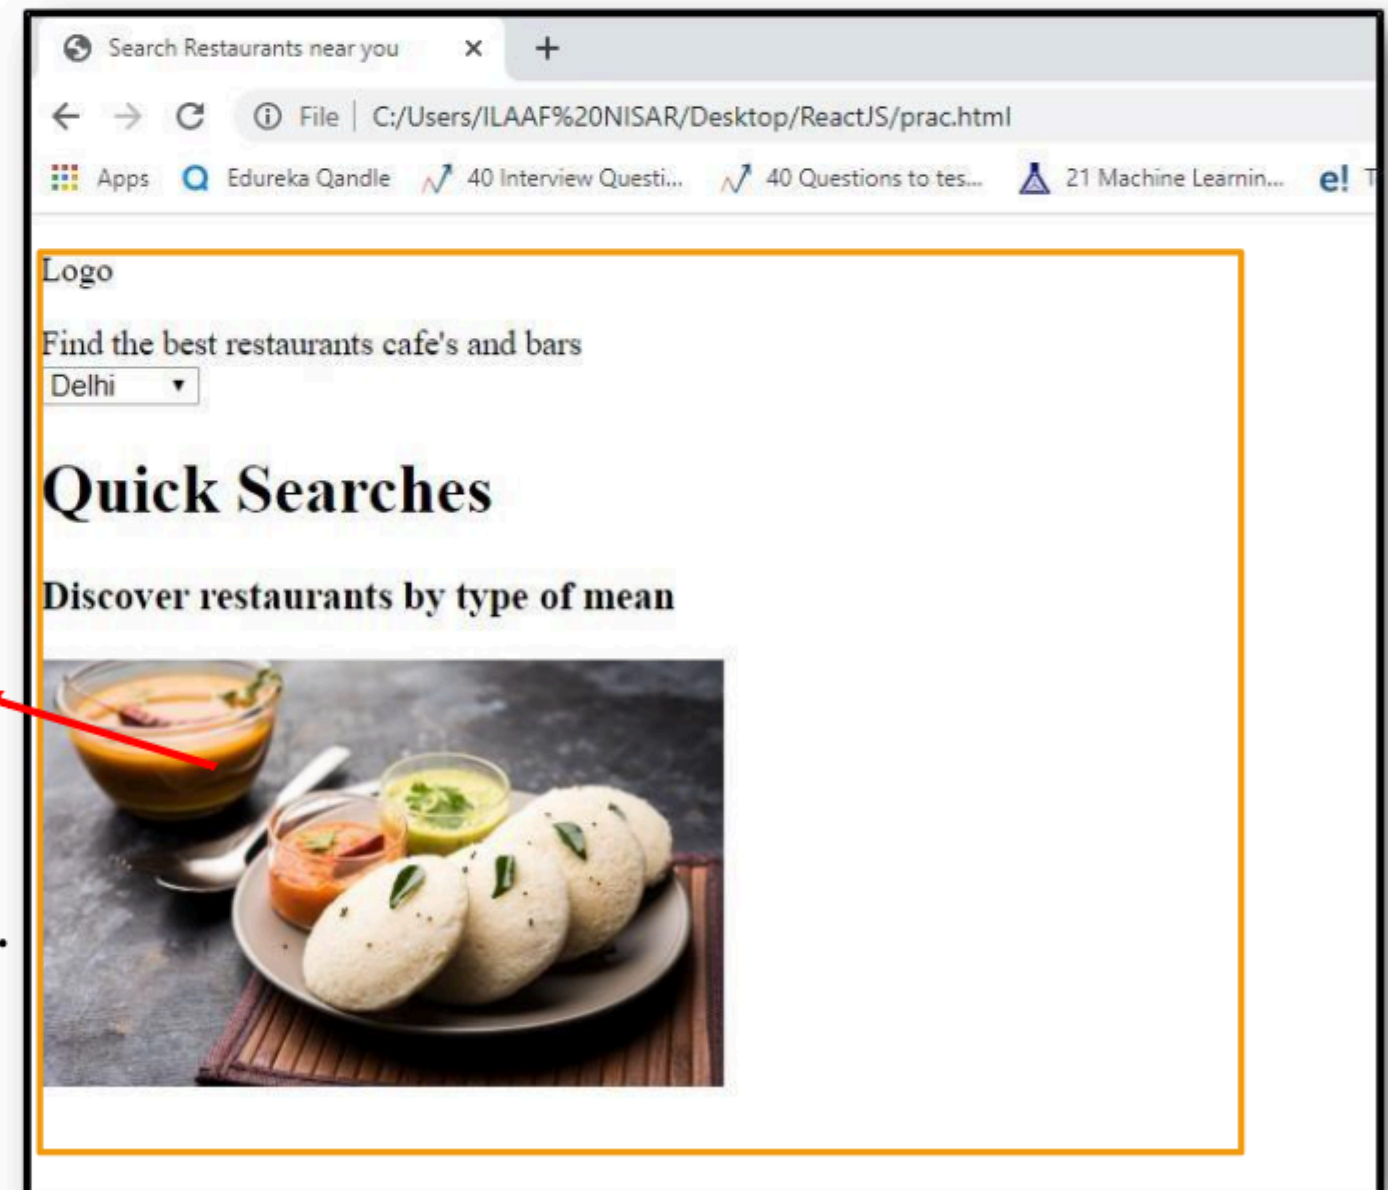 Search Restaurants near you
File | C:/Users/ILAAF%20NISAR/Desktop/ReactJS/prac.html
Apps Edureka Qandle 40 Interview Questi... 40 Questions to tes... 21 Machine Learnin... e! T
Logo
Find the best restaurants cafe's and bars
Delhi
Quick Searches
Discover restaurants by type of mean